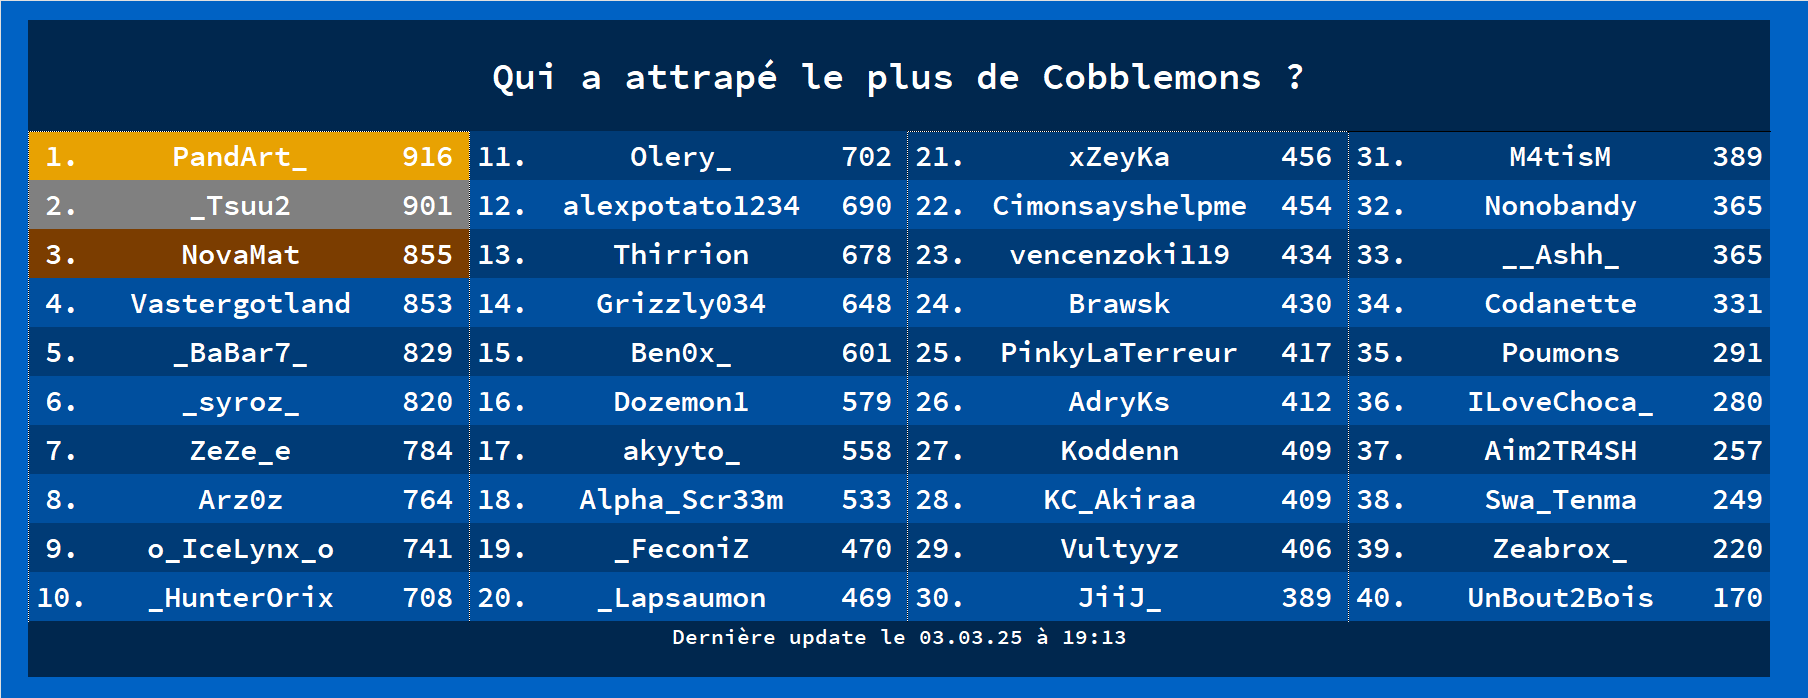 Qui a attrapé le plus de Cobblemons ?
1. PandArt_ 916
2. _Tsuu2 901
3. NovaMat 855
4. Vastergotland 853
5. _BaBar7_ 829
6. _syroz_ 820
7. ZeZe_e 784
8. Arz0z 764
9. o_IceLynx_o 741
10. _HunterOrix 708
11. Olery_ 702
12. alexpotato1234 690
13. Thirrion 678
14. Grizzly034 648
15. Ben0x_ 601
16. Dozemon1 579
17. akyyto_ 558
18. Alpha_Scr33m 533
19. _FeconiZ 470
20. _Lapsaumon 469
21. xZeyKa 456
22. Cimonsayshelpme 454
23. vencenzoki119 434
24. Brawsk 430
25. PinkyLaTerreur 417
26. AdryKs 412
27. Koddenn 409
28. KC_Akiraa 409
29. Vultyyz 406
30. JiiJ_ 389
31. M4tisM 389
32. Nonobandy 365
33. __Ashh_ 365
34. Codanette 331
35. Poumons 291
36. ILoveChoca_ 280
37. Aim2TR4SH 257
38. Swa_Tenma 249
39. Zeabrox_ 220
40. UnBout2Bois 170
Dernière update le 03.03.25 à 19:13